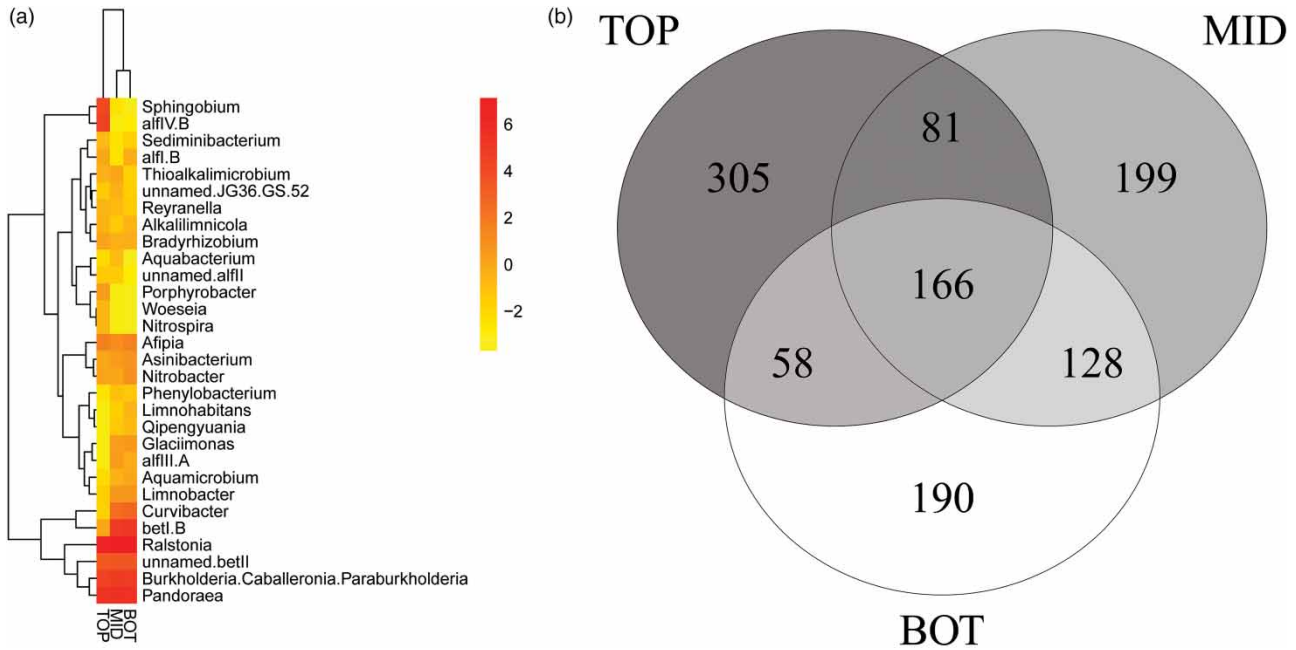 (a)
Sphingobium
alfIV.B
Sediminibacterium
alfI.B
Thioalkalimicrobium
unnamed.JG36.GS.52
Reyranella
Alkalilimnicola
Bradyrhizobium
Aquabacterium
unnamed.alfII
Porphyrobacter
Woeseia
Nitrospira
Afipia
Asinibacterium
Nitrobacter
Phenylobacterium
Limnohabitans
Qipengyuania
Glaciimonas
alfIII.A
Aquamicrobium
Limnobacter
Curvibacter
betI.B
Ralstonia
unnamed.betII
Burkholderia.Caballeronia.Paraburkholderia
Pandoraea
TOP
MID
BOT
6
4
2
0
−2
(b)
TOP
MID
81
305
199
166
58
128
190
BOT